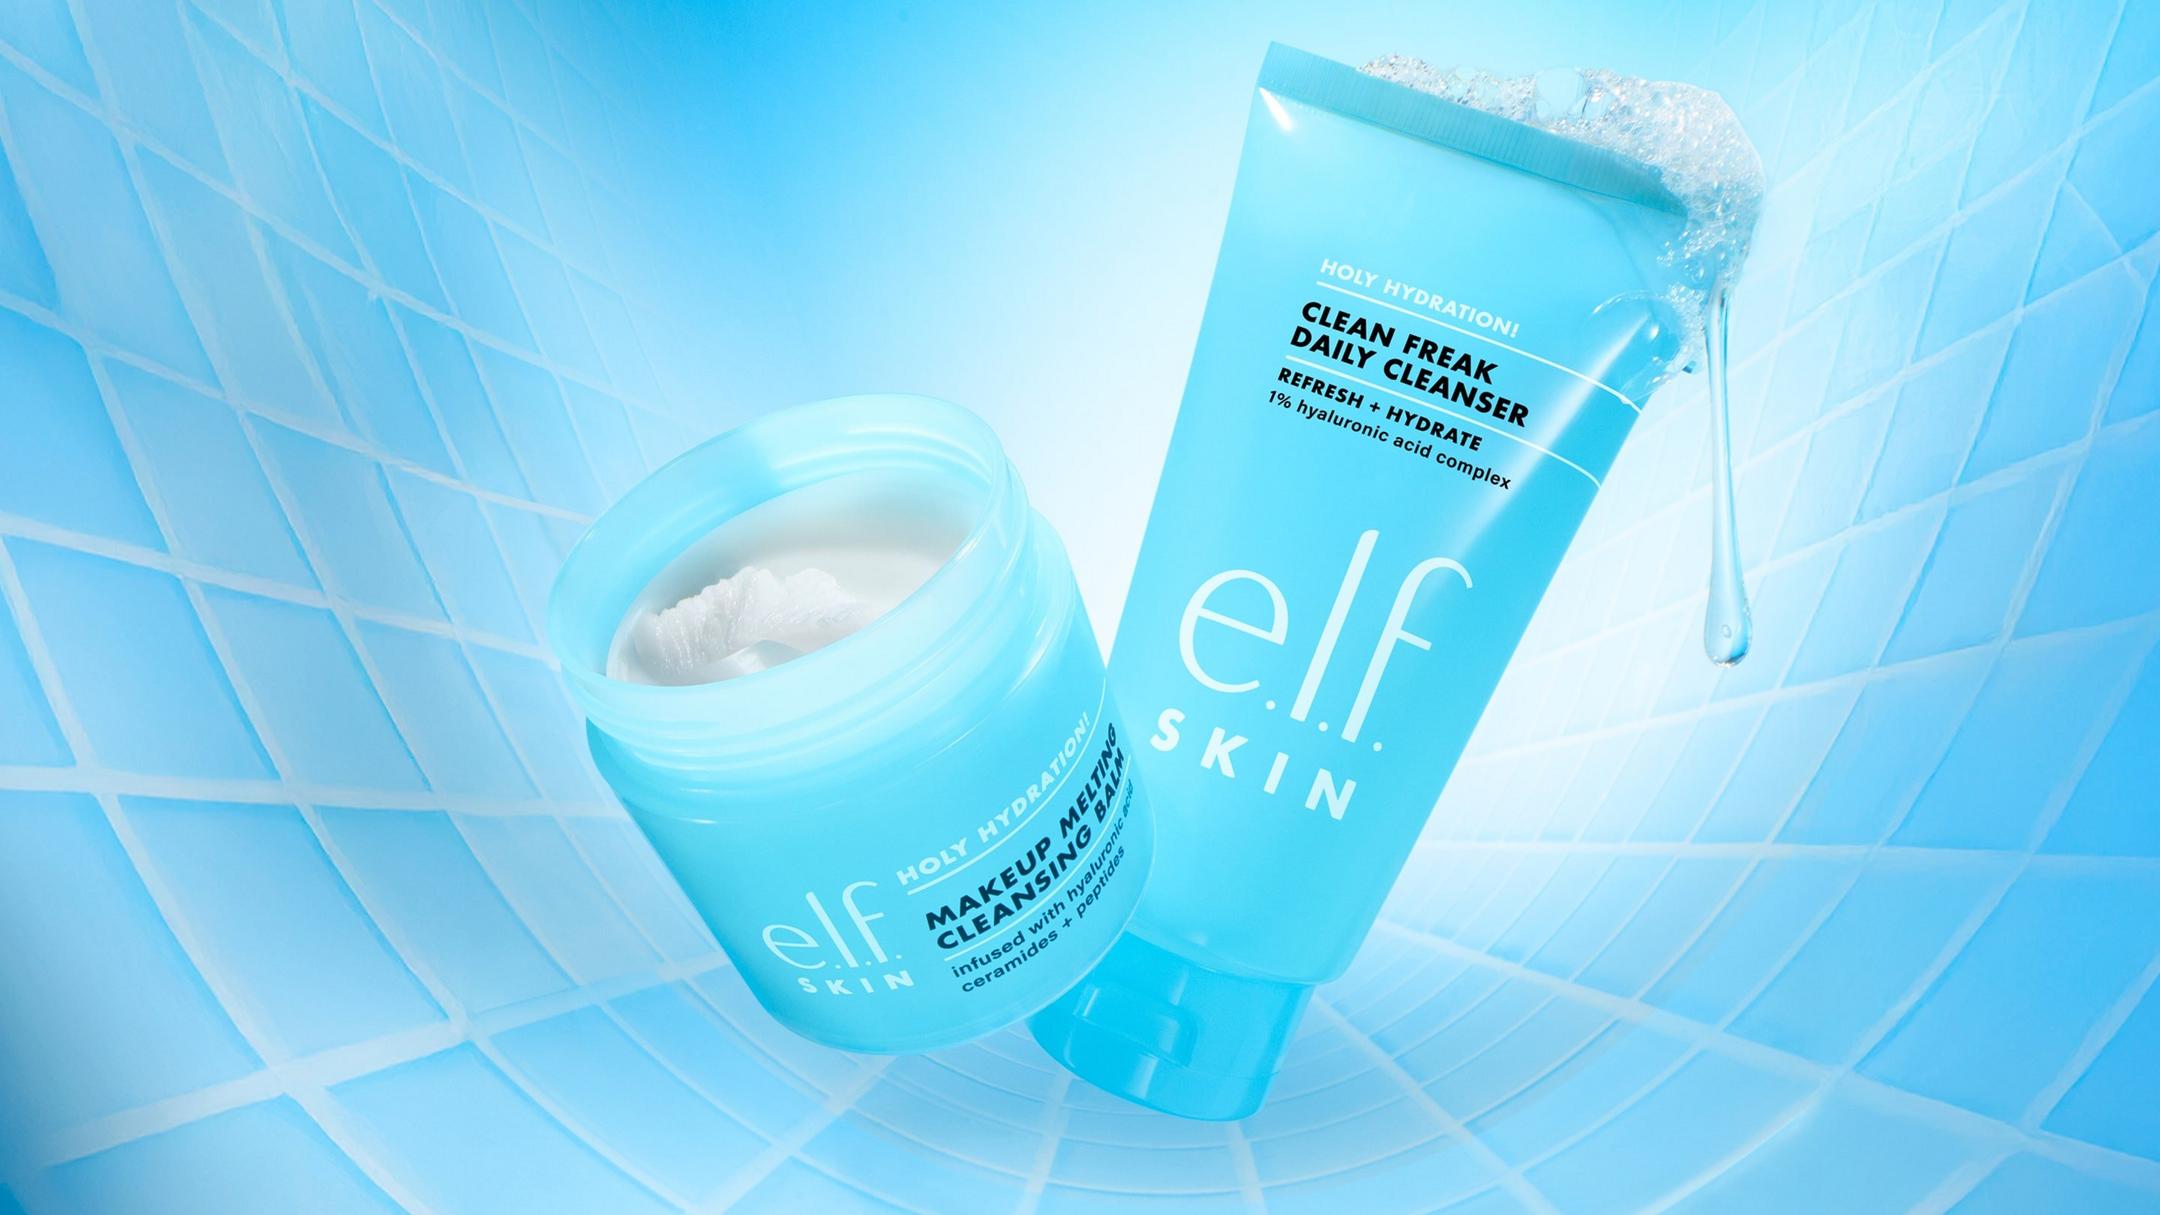 HOLY HYDRATION!
CLEAN FREAK
DAILY CLEANSER
REFRESH + HYDRATE
1% hyaluronic acid complex
e.l.f.
SKIN
HOLY HYDRATION!
MAKEUP MELTING
CLEANSING BALM
infused with hyaluronic acid
ceramides + peptides
e.l.f.
SKIN